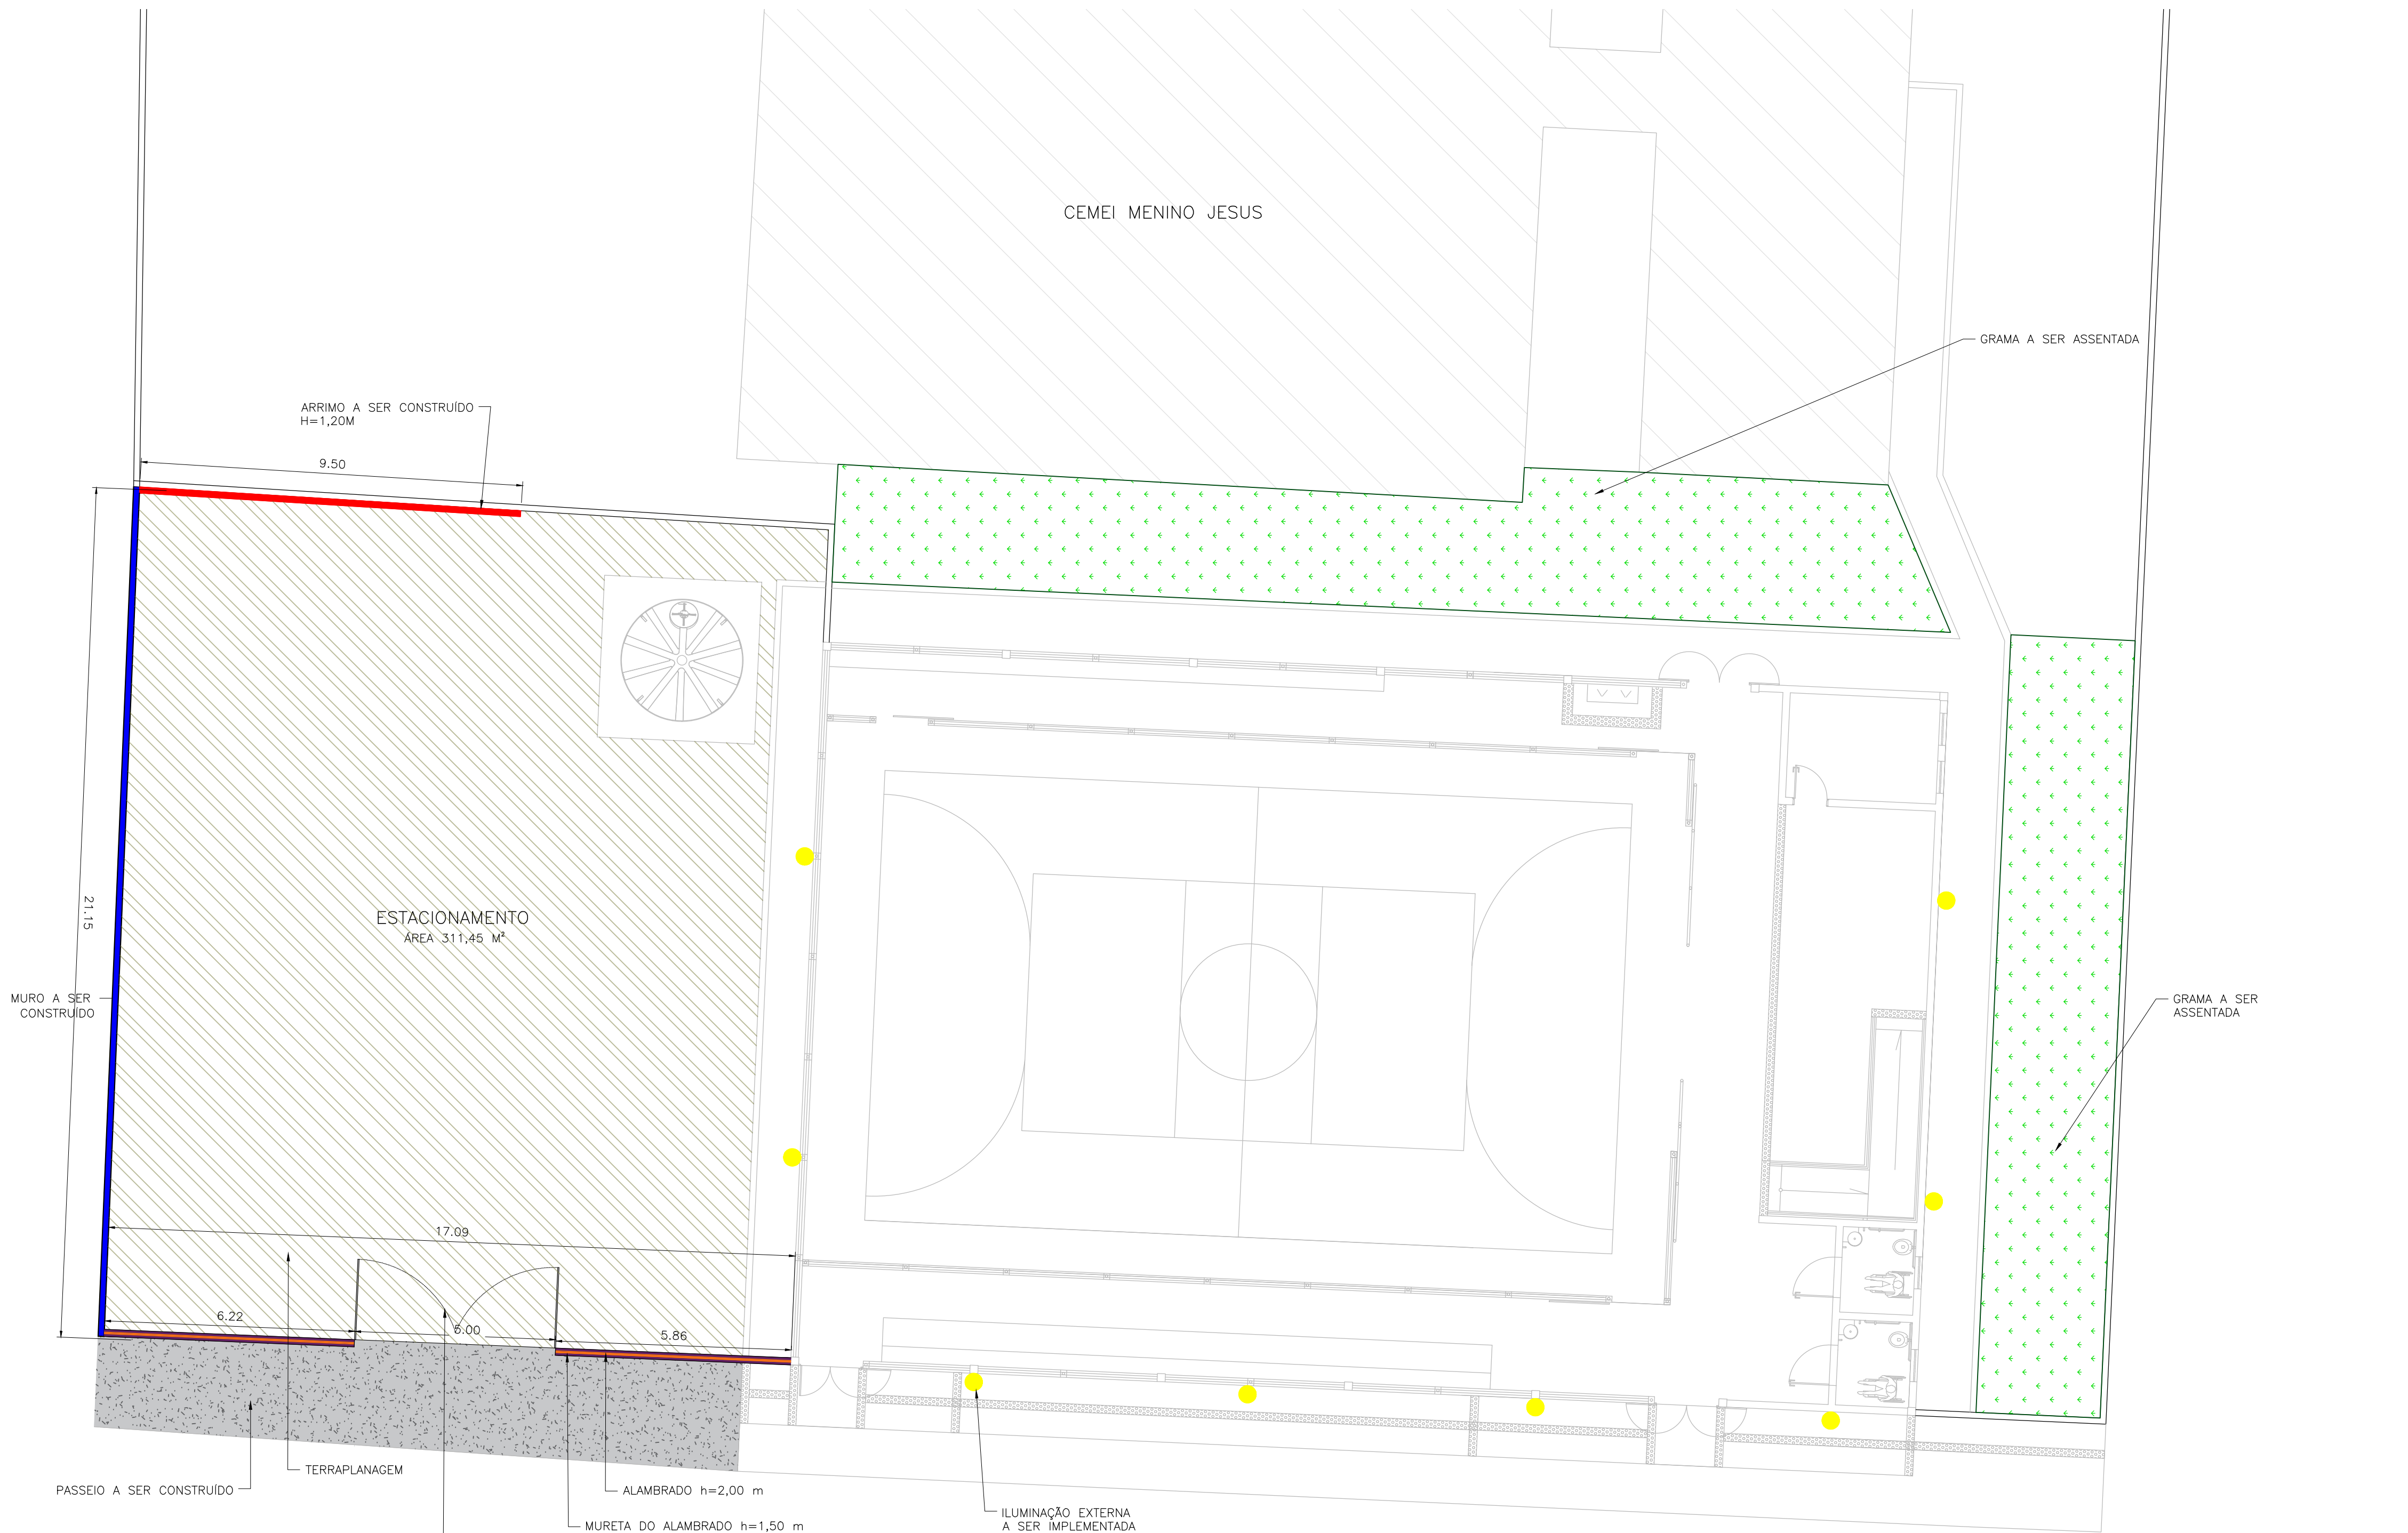 CEMEI MENINO JESUS
GRAMA A SER ASSENTADA
ARRIMO A SER CONSTRUÍDO
H=1,20M
9.50
21.15
ESTACIONAMENTO
ÁREA 311,45 M²
MURO A SER
CONSTRUÍDO
GRAMA A SER
ASSENTADA
17.09
6.22
5.00
5.86
TERRAPLANAGEM
PASSEIO A SER CONSTRUÍDO
ALAMBRADO h=2,00 m
MURETA DO ALAMBRADO h=1,50 m
ILUMINAÇÃO EXTERNA
A SER IMPLEMENTADA